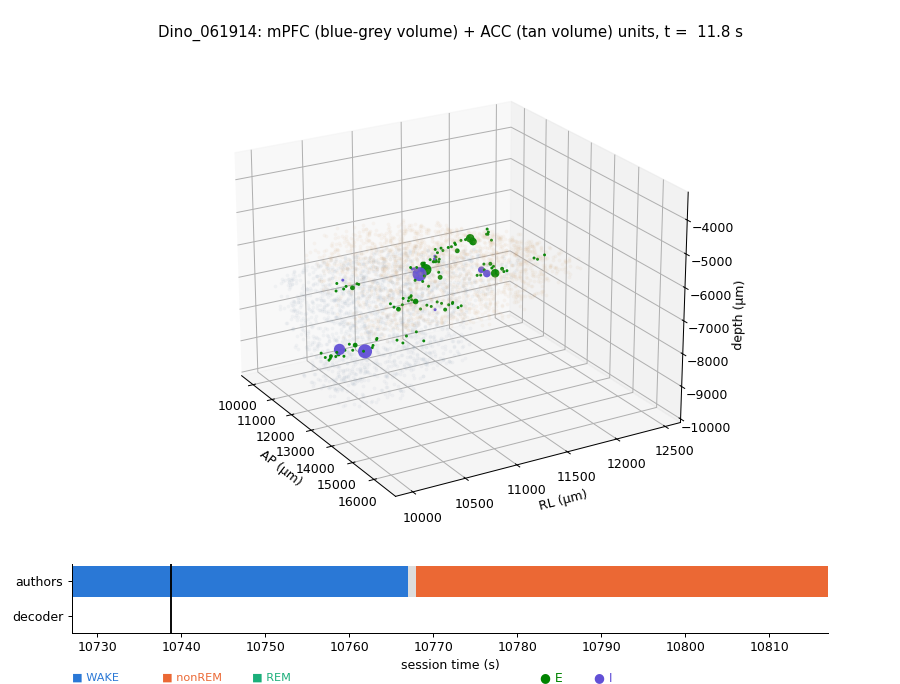 Dino_061914: mPFC (blue-grey volume) + ACC (tan volume) units, t =  11.8 s
−4000
−5000
−6000
−7000
−8000
−9000
−10000
depth (μm)
10000
11000
12000
13000
14000
15000
16000
AP (μm)
10000
10500
11000
11500
12000
12500
RL (μm)
authors
decoder
10730 10740 10750 10760 10770 10780 10790 10800 10810
session time (s)
WAKE nonREM REM E I